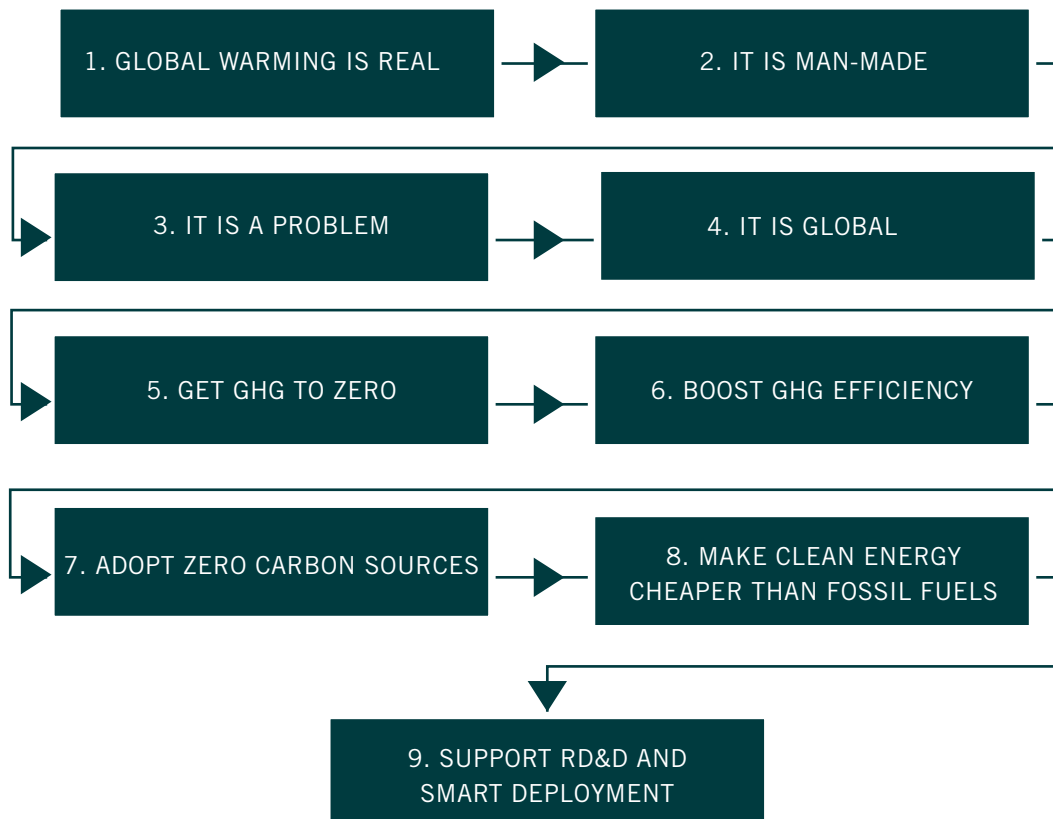 1. GLOBAL WARMING IS REAL
2. IT IS MAN-MADE
3. IT IS A PROBLEM
4. IT IS GLOBAL
5. GET GHG TO ZERO
6. BOOST GHG EFFICIENCY
7. ADOPT ZERO CARBON SOURCES
8. MAKE CLEAN ENERGY
CHEAPER THAN FOSSIL FUELS
9. SUPPORT RD&D AND
SMART DEPLOYMENT